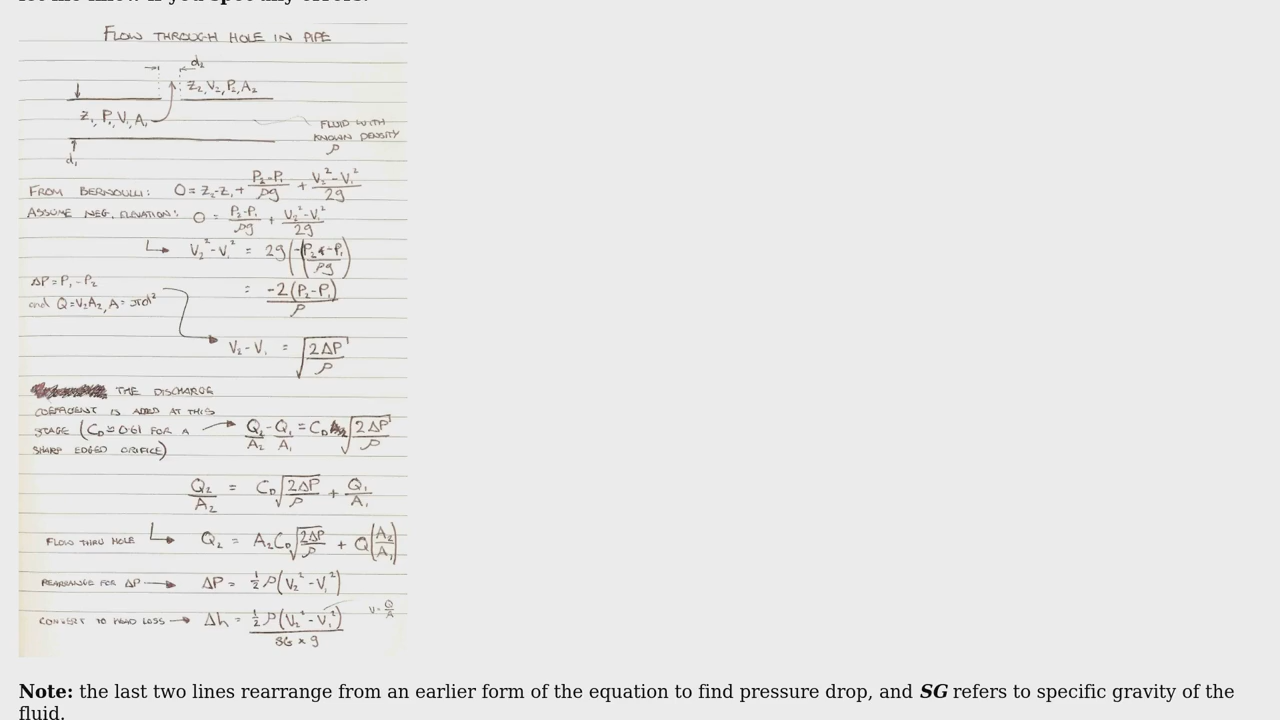 FLOW THROUGH HOLE IN PIPE
d₂
Z₂, V₂, P₂, A₂
Z₁, P₁, V₁, A₁
FLUID WITH
KNOWN DENSITY
ρ
d₁
FROM BERNOULLI: 0 = Z₂-Z₁ + (P₂-P₁)/ρg + (V₂²-V₁²)/2g
ASSUME NEG. ELEVATION: 0 = (P₂-P₁)/ρg + (V₂²-V₁²)/2g
V₂²-V₁² = 2g(-(P₂-P₁)/ρg)
ΔP = P₁-P₂
and Q=V₂A₂, A=πd²
= -2(P₂-P₁)/ρ
V₂-V₁ = √(2ΔP/ρ)
THE DISCHARGE
COEFFICIENT IS ADDED AT THIS
STAGE (C_D ≅ 0.61 FOR A
SHARP EDGED ORIFICE)
Q₂/A₂ - Q₁/A₁ = C_D √(2ΔP/ρ)
Q₂/A₂ = C_D √(2ΔP/ρ) + Q₁/A₁
FLOW THRU HOLE → Q₂ = A₂C_D √(2ΔP/ρ) + Q(A₂/A₁)
REARRANGE FOR ΔP → ΔP = ½ρ(V₂²-V₁²)
CONVERT TO HEAD LOSS → Δh = ½ρ(V₂²-V₁²)/(SG × g)
V=Q/A
Note: the last two lines rearrange from an earlier form of the equation to find pressure drop, and SG refers to specific gravity of the
fluid.